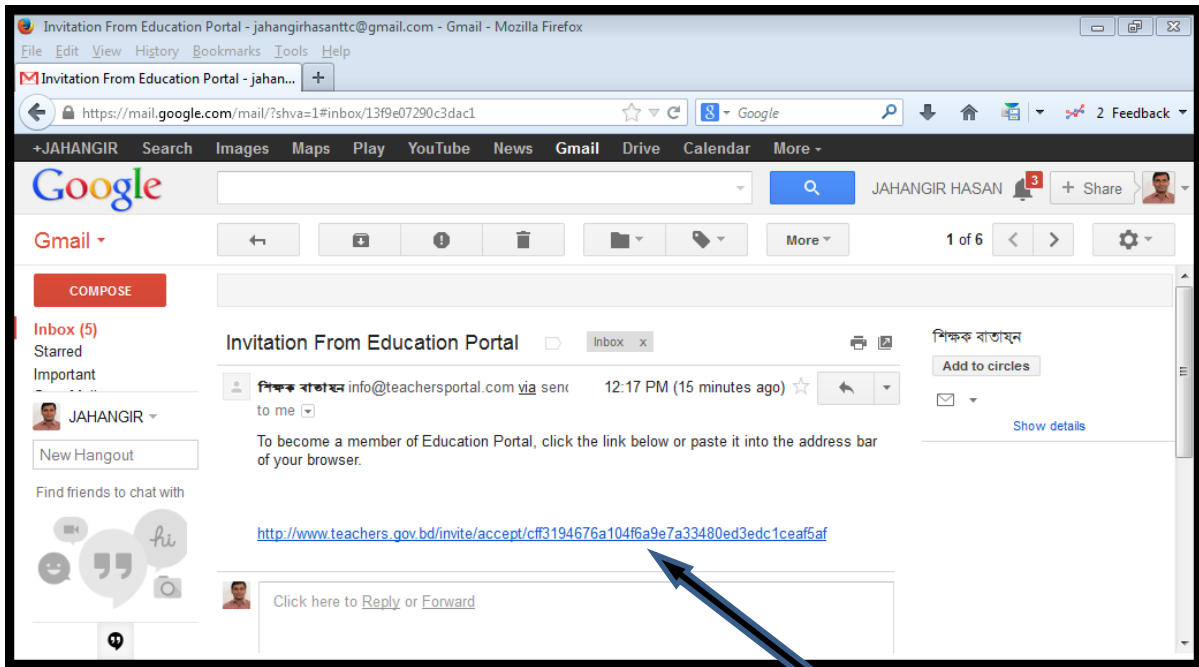 Invitation From Education Portal - jahangirhasanttc@gmail.com - Gmail - Mozilla Firefox
File Edit View History Bookmarks Tools Help
Invitation From Education Portal - jahan... +
https://mail.google.com/mail/?shva=1#inbox/13f9e07290c3dac1 Google 2 Feedback
+JAHANGIR Search Images Maps Play YouTube News Gmail Drive Calendar More
Google JAHANGIR HASAN 3 + Share
Gmail More 1 of 6
COMPOSE
Inbox (5)
Starred
Important
JAHANGIR
New Hangout
Find friends to chat with
hi
Invitation From Education Portal Inbox x
শিক্ষক বাতায়ন info@teachersportal.com via send 12:17 PM (15 minutes ago)
to me
To become a member of Education Portal, click the link below or paste it into the address bar
of your browser.
http://www.teachers.gov.bd/invite/accept/cff3194676a104f6a9e7a33480ed3edc1ceaf5af
Click here to Reply or Forward
শিক্ষক বাতায়ন
Add to circles
Show details